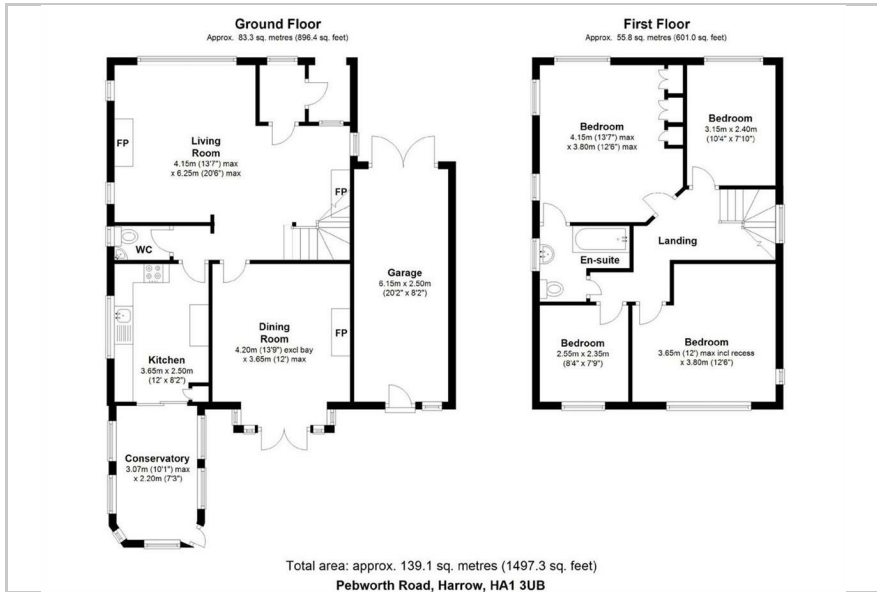 Ground Floor
Approx. 83.3 sq. metres (896.4 sq. feet)
FP
Living
Room
4.15m (13'7") max
x 6.25m (20'6") max
FP
WC
Garage
6.15m x 2.50m
(20'2" x 8'2")
Kitchen
3.65m x 2.50m
(12' x 8'2")
Dining
Room
4.20m (13'9") excl bay
x 3.65m (12') max
FP
Conservatory
3.07m (10'1") max
x 2.20m (7'3")
First Floor
Approx. 55.8 sq. metres (601.0 sq. feet)
Bedroom
4.15m (13'7") max
x 3.80m (12'6") max
Bedroom
3.15m x 2.40m
(10'4" x 7'10")
En-suite
Landing
Bedroom
2.55m x 2.35m
(8'4" x 7'9")
Bedroom
3.65m (12') max incl recess
x 3.80m (12'6")
Total area: approx. 139.1 sq. metres (1497.3 sq. feet)
Pebworth Road, Harrow, HA1 3UB